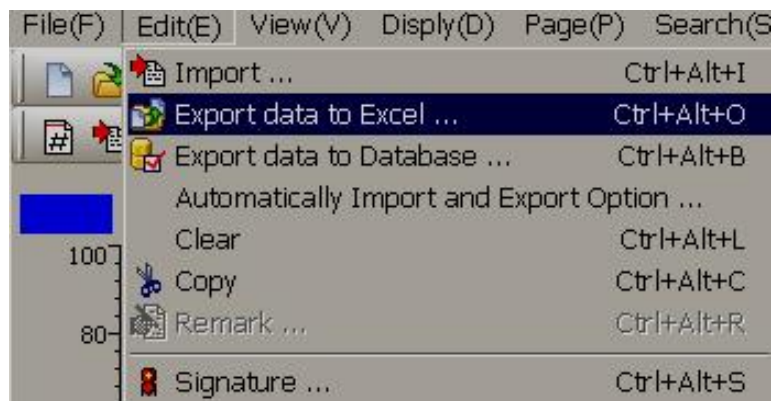 File(F) Edit(E) View(V) Disply(D) Page(P) Search(S
Import ... Ctrl+Alt+I
Export data to Excel ... Ctrl+Alt+O
#
Export data to Database ... Ctrl+Alt+B
Automatically Import and Export Option ...
Clear Ctrl+Alt+L
100
Copy Ctrl+Alt+C
Remark ... Ctrl+Alt+R
80
Signature ... Ctrl+Alt+S